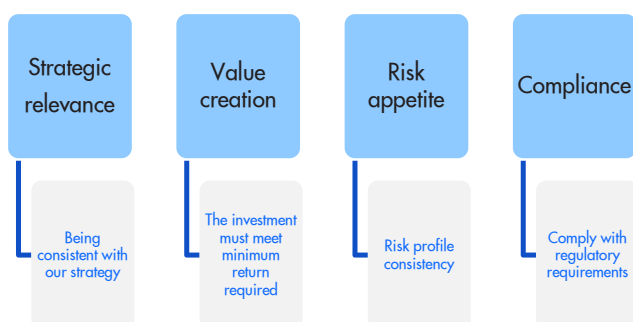 Strategic
relevance
Value
creation
Risk
appetite
Compliance
Being
consistent with
our strategy
The investment
must meet
minimum
return
required
Risk profile
consistency
Comply with
regulatory
requirements